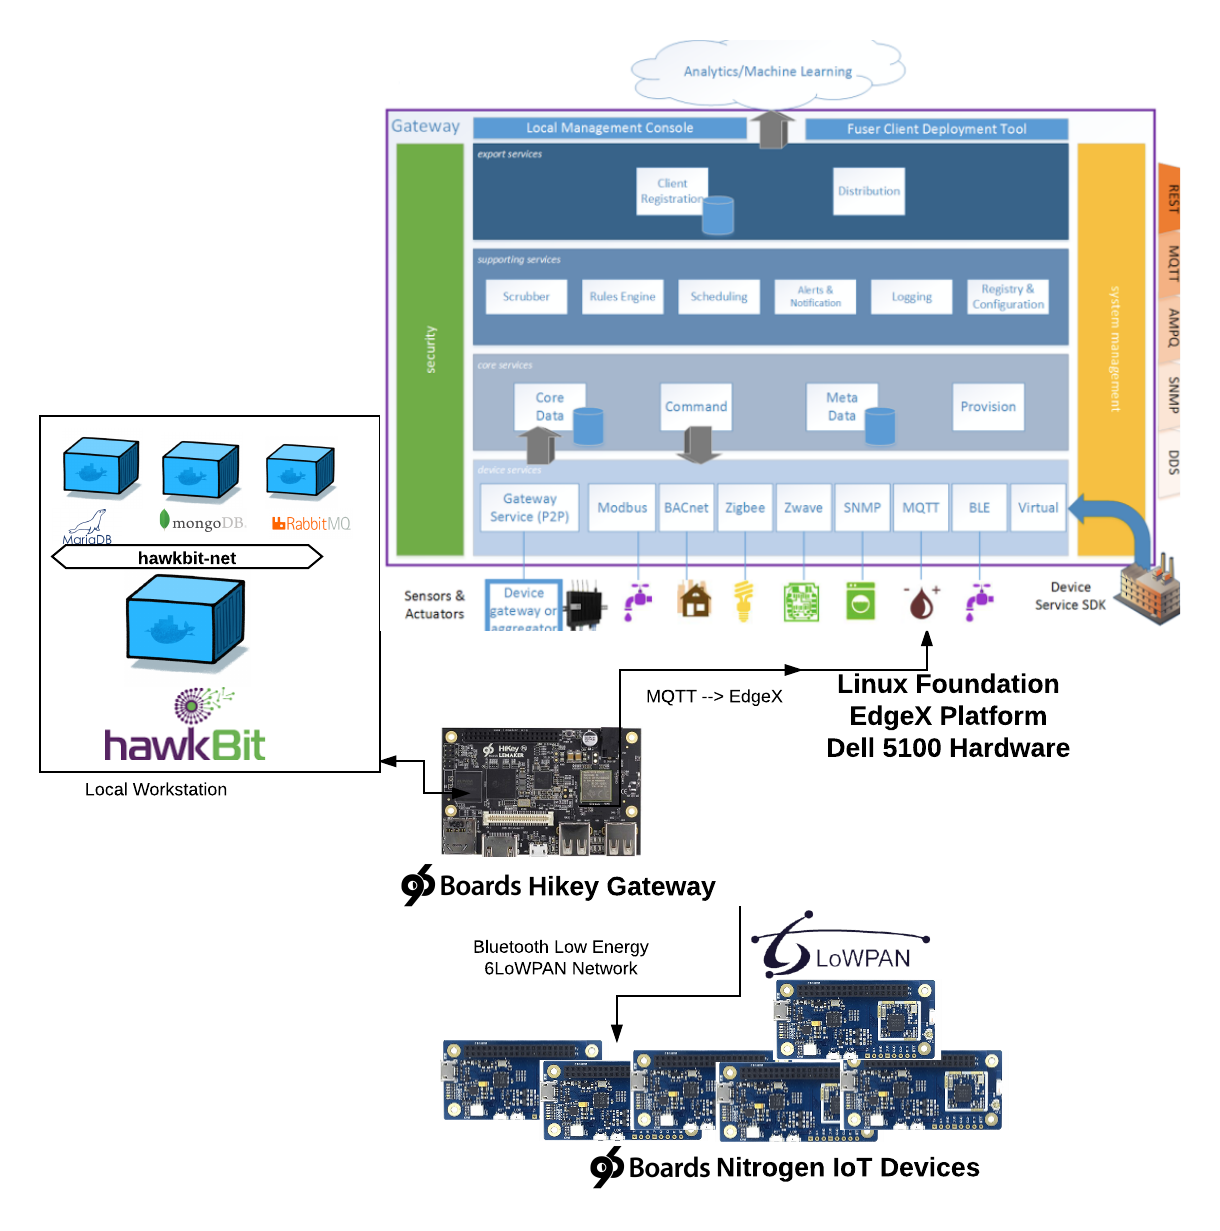 Analytics/Machine Learning
Gateway
Local Management Console
Fuser Client Deployment Tool
export services
Client
Registration
Distribution
supporting services
Scrubber
Rules Engine
Scheduling
Alerts &
Notification
Logging
Registry &
Configuration
core services
Core
Data
Command
Meta
Data
Provision
device services
Gateway
Service (P2P)
Modbus
BACnet
Zigbee
Zwave
SNMP
MQTT
BLE
Virtual
security
system management
REST
MQTT
AMPQ
SNMP
DDS
Sensors &
Actuators
Device
gateway or
aggregator
Device
Service SDK
MariaDB
mongoDB
RabbitMQ
hawkbit-net
hawkBit
Local Workstation
MQTT --> EdgeX
Linux Foundation
EdgeX Platform
Dell 5100 Hardware
HiKey
LEMAKER
96Boards Hikey Gateway
Bluetooth Low Energy
6LoWPAN Network
6LoWPAN
96Boards Nitrogen IoT Devices